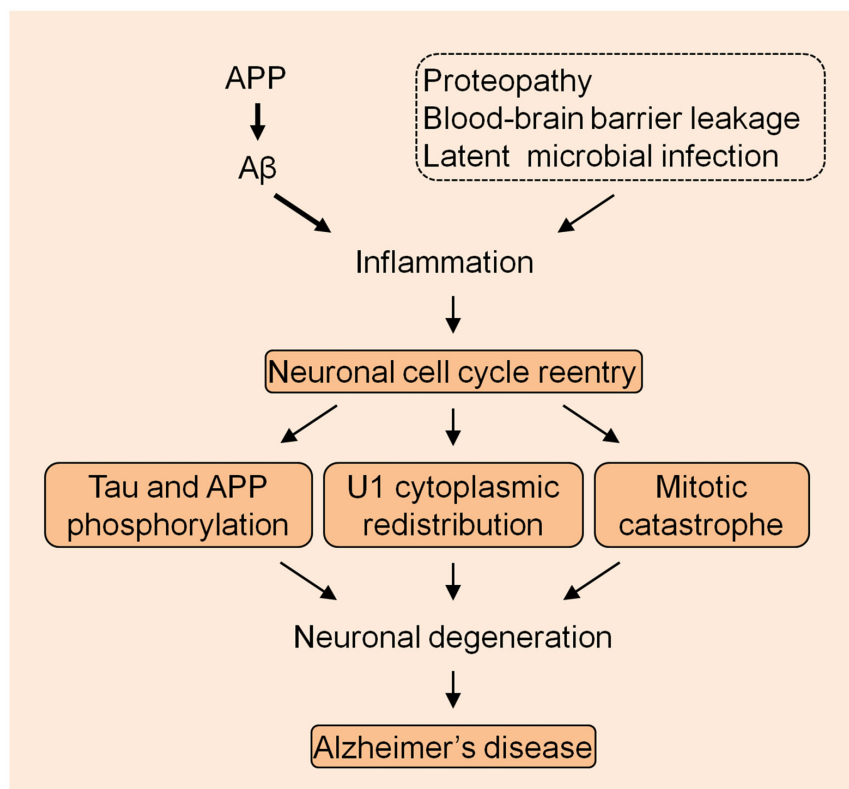 APP
Aβ
Proteopathy
Blood-brain barrier leakage
Latent microbial infection
Inflammation
Neuronal cell cycle reentry
Tau and APP
phosphorylation
U1 cytoplasmic
redistribution
Mitotic
catastrophe
Neuronal degeneration
Alzheimer’s disease